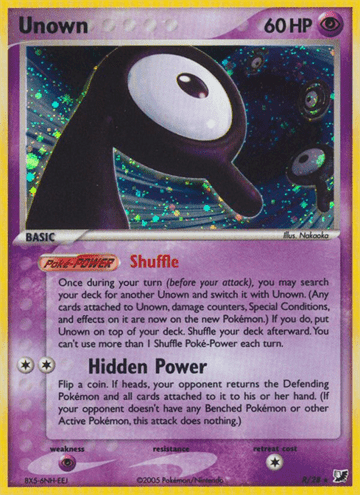 Unown 60 HP
BASIC
Illus. Nakaoka
Poké-POWER Shuffle
Once during your turn (before your attack), you may search
your deck for another Unown and switch it with Unown. (Any
cards attached to Unown, damage counters, Special Conditions,
and effects on it are now on the new Pokémon.) If you do, put
Unown on top of your deck. Shuffle your deck afterward. You
can't use more than 1 Shuffle Poké-Power each turn.
Hidden Power
Flip a coin. If heads, your opponent returns the Defending
Pokémon and all cards attached to it to his or her hand. (If
your opponent doesn't have any Benched Pokémon or other
Active Pokémon, this attack does nothing.)
weakness resistance retreat cost
©2005 Pokémon/Nintendo.